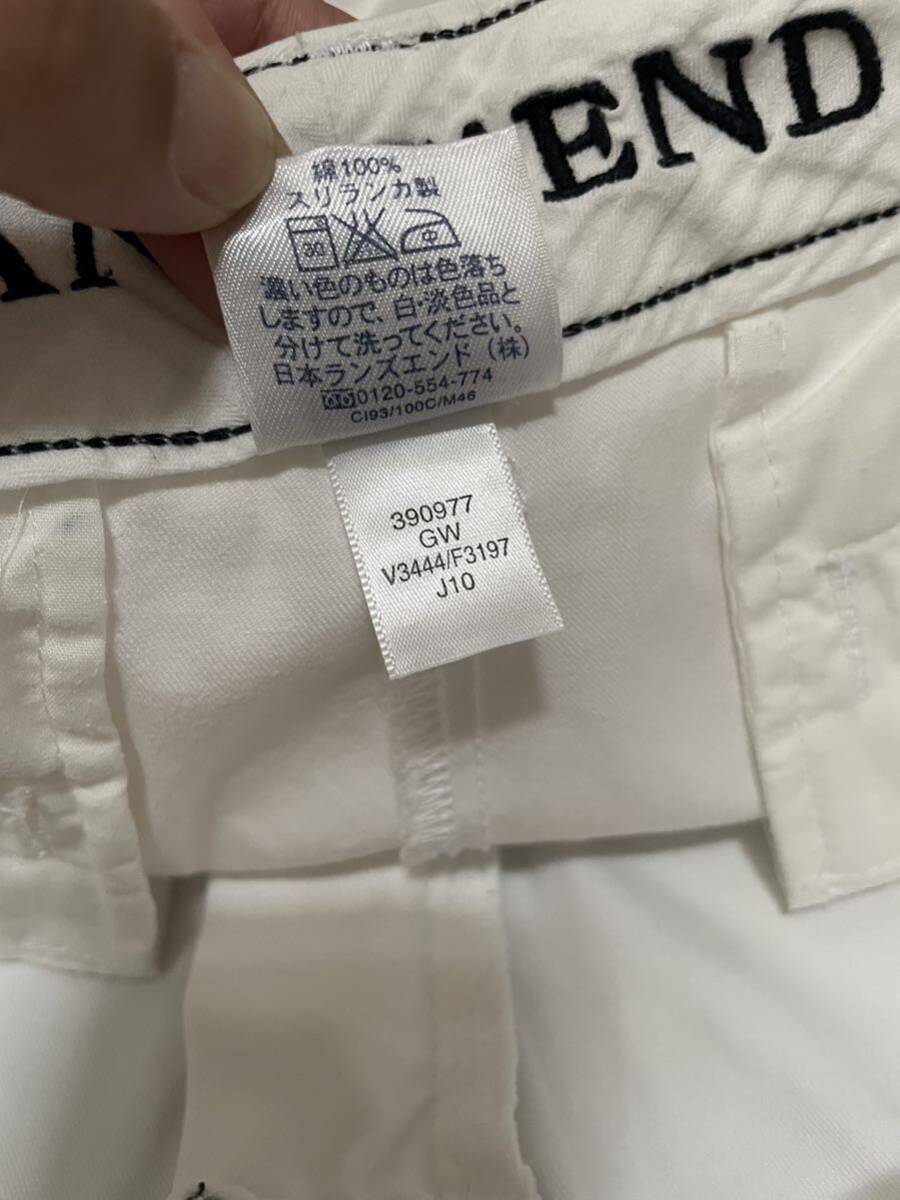 END
綿100%
スリランカ製
30 中
濃い色のものは色落ち
しますので、白・淡色品と
分けて洗ってください。
日本ランズエンド（株）
0120-554-774
CI93/100C/M46
390977
GW
V3444/F3197
J10